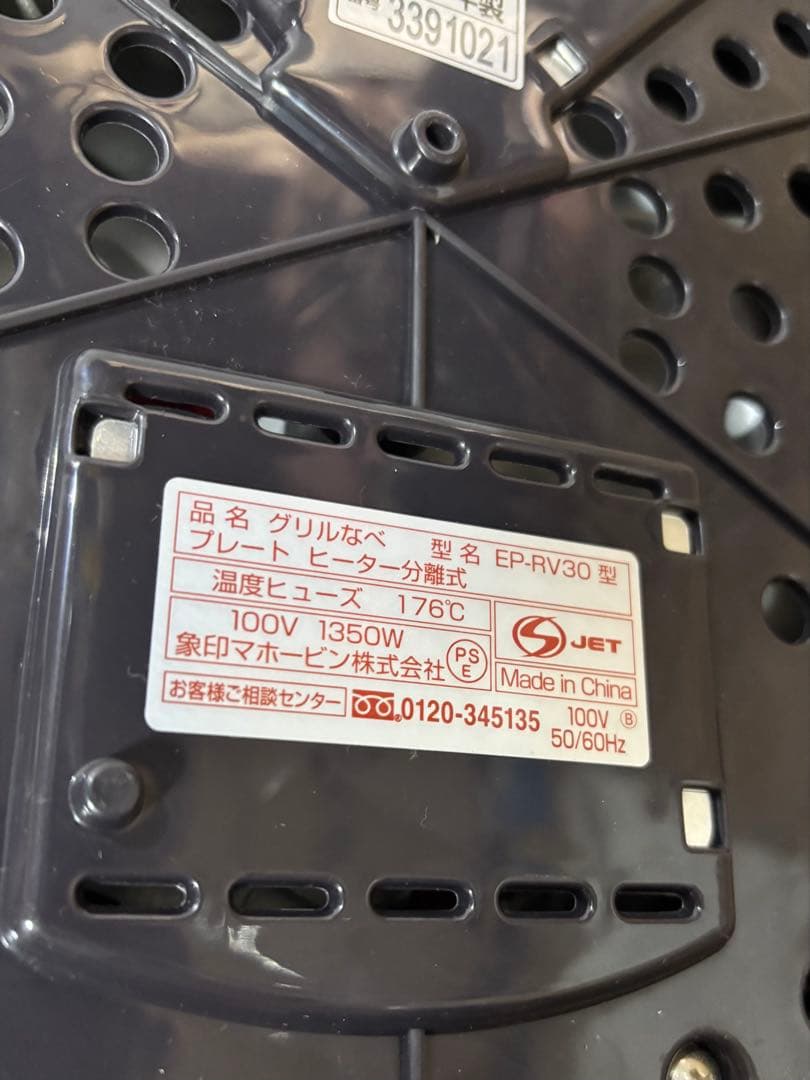 年製
3391021
品名 グリルなべ 型名 EP-RV30 型
プレート ヒーター分離式
温度ヒューズ 176℃
100V 1350W
象印マホービン株式会社
PS
E
JET
Made in China
お客様ご相談センター 0120-345135
100V B
50/60Hz